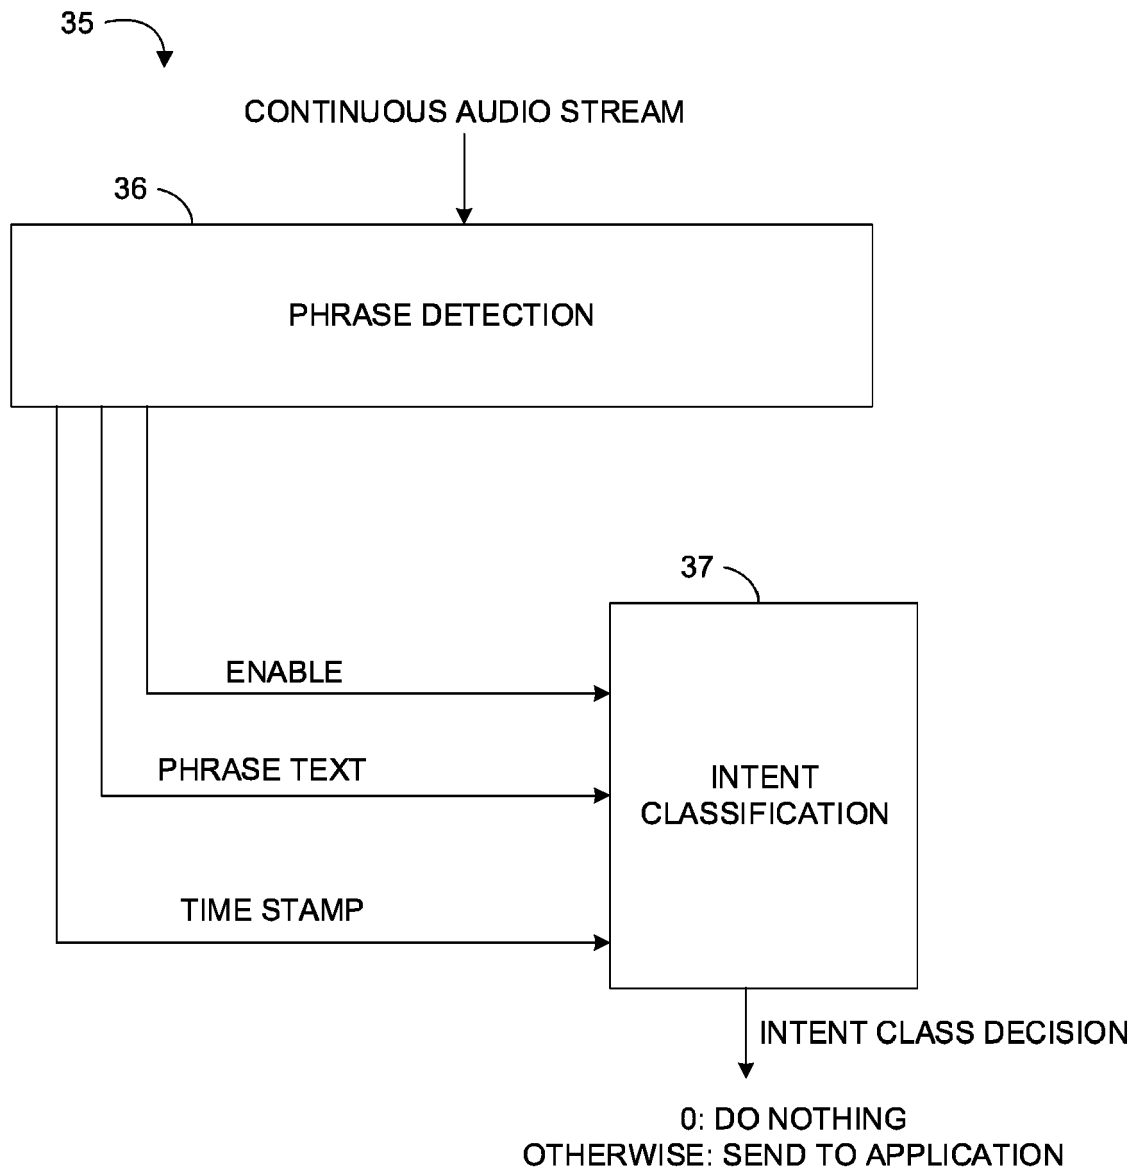 35
CONTINUOUS AUDIO STREAM
36
PHRASE DETECTION
37
ENABLE
PHRASE TEXT
INTENT
CLASSIFICATION
TIME STAMP
INTENT CLASS DECISION
0: DO NOTHING
OTHERWISE: SEND TO APPLICATION